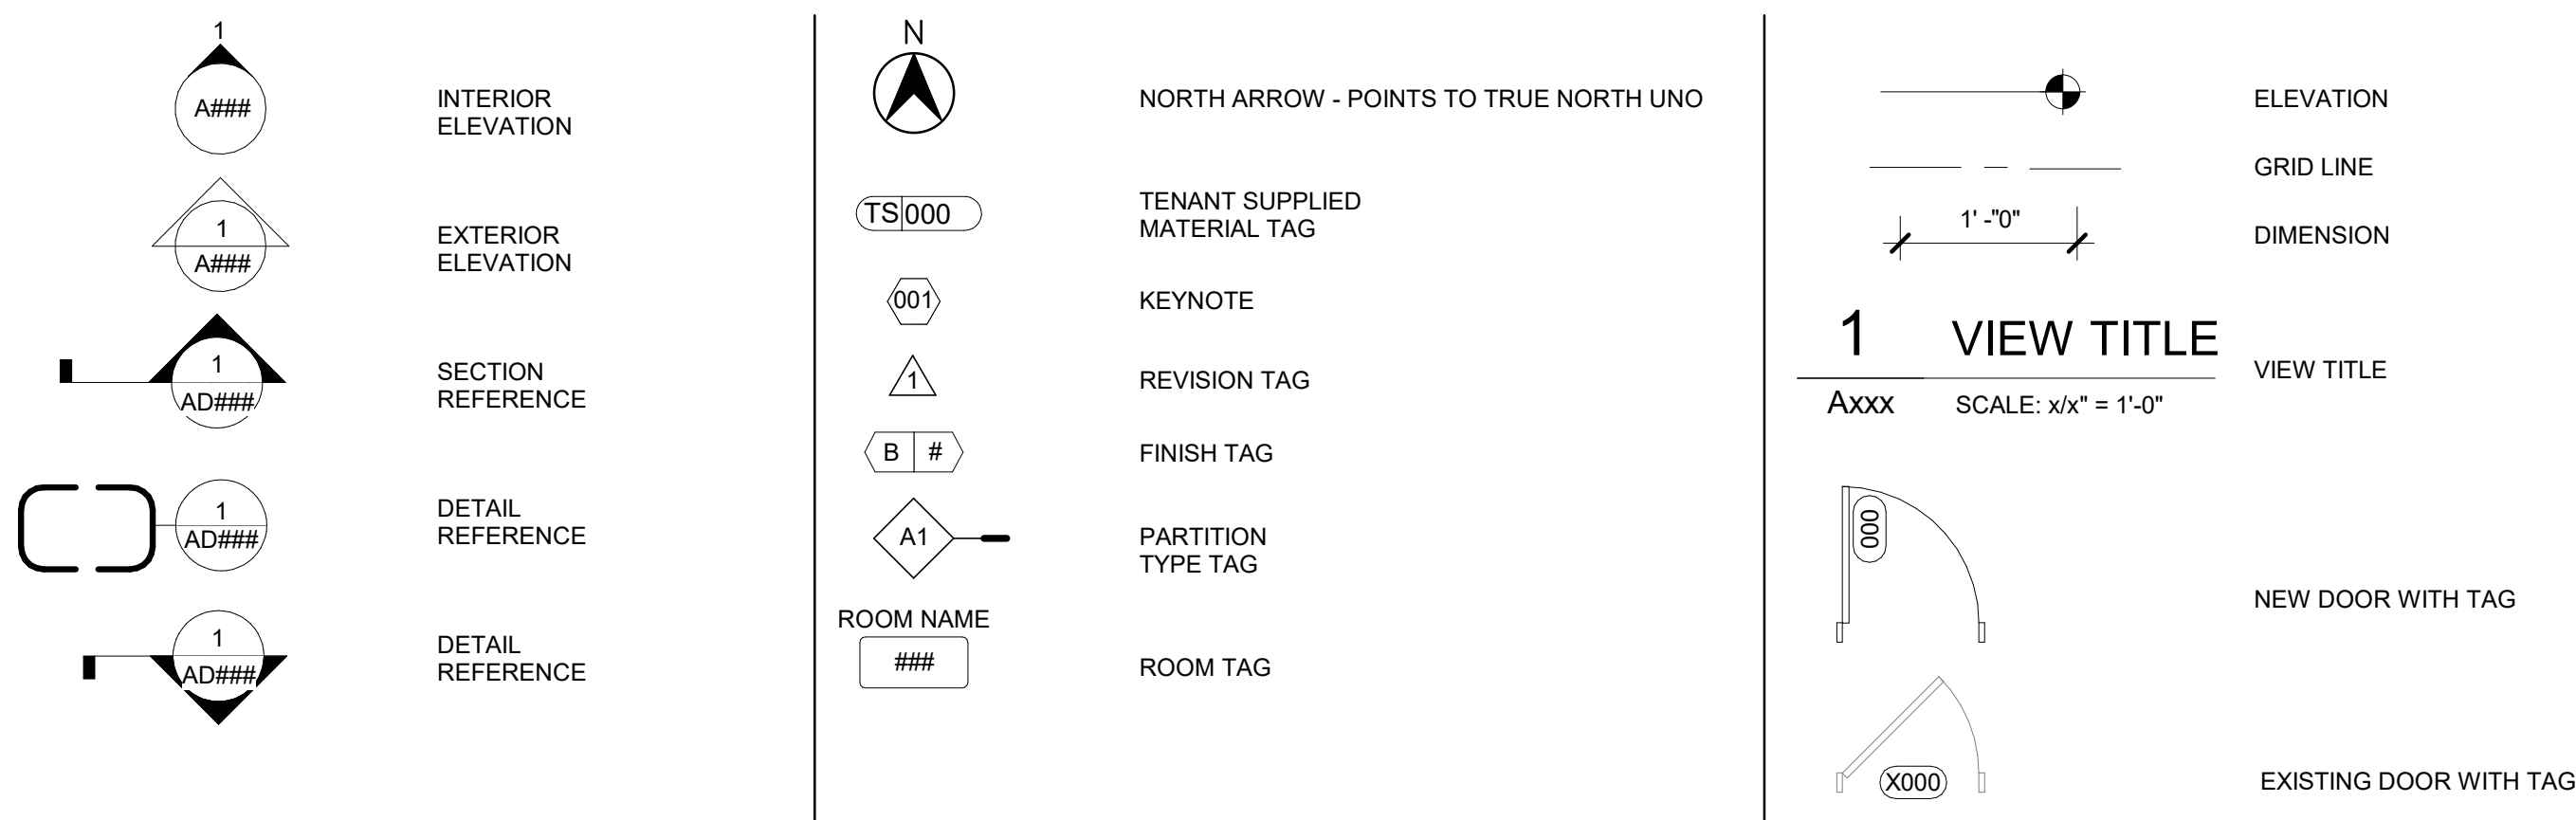 1
A###
INTERIOR
ELEVATION
1
A###
EXTERIOR
ELEVATION
1
AD###
SECTION
REFERENCE
1
AD###
DETAIL
REFERENCE
1
AD###
DETAIL
REFERENCE
N
NORTH ARROW - POINTS TO TRUE NORTH UNO
TS 000
TENANT SUPPLIED
MATERIAL TAG
001
KEYNOTE
1
REVISION TAG
B #
FINISH TAG
A1
PARTITION
TYPE TAG
ROOM NAME
###
ROOM TAG
ELEVATION
GRID LINE
1' -"0"
DIMENSION
1 VIEW TITLE
Axxx SCALE: x/x" = 1'-0"
VIEW TITLE
000
NEW DOOR WITH TAG
X000
EXISTING DOOR WITH TAG